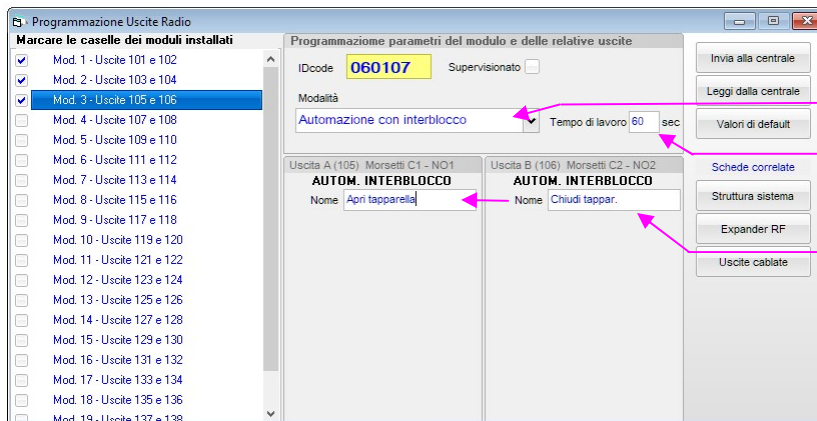 Programmazione Uscite Radio
Marcare le caselle dei moduli installati
Mod. 1 - Uscite 101 e 102
Mod. 2 - Uscite 103 e 104
Mod. 3 - Uscite 105 e 106
Mod. 4 - Uscite 107 e 108
Mod. 5 - Uscite 109 e 110
Mod. 6 - Uscite 111 e 112
Mod. 7 - Uscite 113 e 114
Mod. 8 - Uscite 115 e 116
Mod. 9 - Uscite 117 e 118
Mod. 10 - Uscite 119 e 120
Mod. 11 - Uscite 121 e 122
Mod. 12 - Uscite 123 e 124
Mod. 13 - Uscite 125 e 126
Mod. 14 - Uscite 127 e 128
Mod. 15 - Uscite 129 e 130
Mod. 16 - Uscite 131 e 132
Mod. 17 - Uscite 133 e 134
Mod. 18 - Uscite 135 e 136
Mod. 19 - Uscite 137 e 138
Programmaziome parametri del modulo e delle relative uscite
IDcode 060107 Supervisionato
Modalità
Automazione con interblocco Tempo di lavoro 60 sec
Uscita A (105) Morsetti C1 - NO1
AUTOM. INTERBLOCCO
Nome Apri tapparella
Uscita B (106) Morsetti C2 - NO2
AUTOM. INTERBLOCCO
Nome Chiudi tappar.
Invia alla centrale
Leggi dalla centrale
Valori di default
Schede correlate
Struttura sistema
Expander RF
Uscite cablate